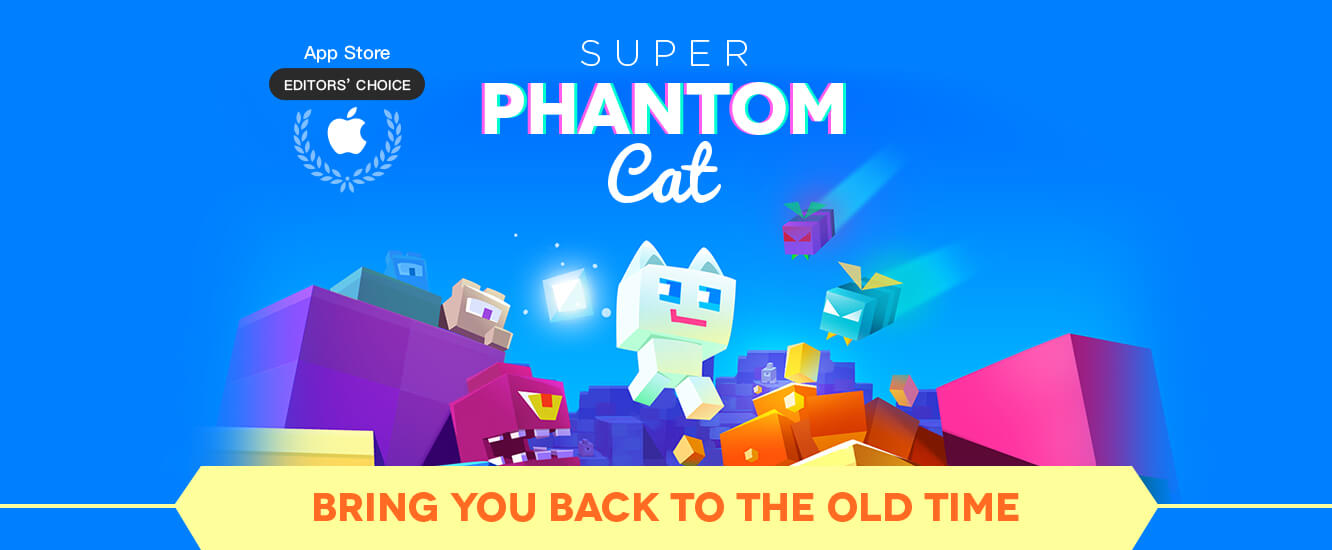 App Store
EDITORS' CHOICE
SUPER
PHANTOM
Cat
BRING YOU BACK TO THE OLD TIME